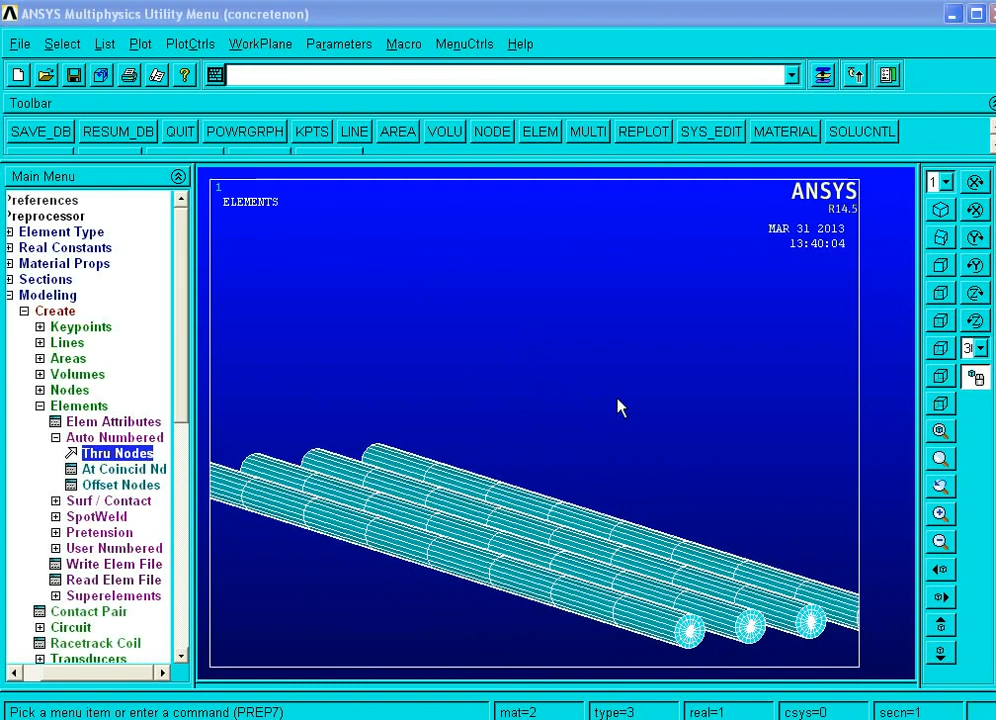 ANSYS Multiphysics Utility Menu (concretenon)
File Select List Plot PlotCtrls WorkPlane Parameters Macro MenuCtrls Help
Toolbar
SAVE_DB RESUM_DB QUIT POWRGRPH KPTS LINE AREA VOLU NODE ELEM MULTI REPLOT SYS_EDIT MATERIAL SOLUCNTL
Main Menu
references
reprocessor
Element Type
Real Constants
Material Props
Sections
Modeling
Create
Keypoints
Lines
Areas
Volumes
Nodes
Elements
Elem Attributes
Auto Numbered
Thru Nodes
At Coincid Nd
Offset Nodes
Surf / Contact
SpotWeld
Pretension
User Numbered
Write Elem File
Read Elem File
Superelements
Contact Pair
Circuit
Racetrack Coil
Transducers
1
ELEMENTS
ANSYS
R14.5
MAR 31 2013
13:40:04
1
Pick a menu item or enter a command (PREP7) mat=2 type=3 real=1 csys=0 secn=1